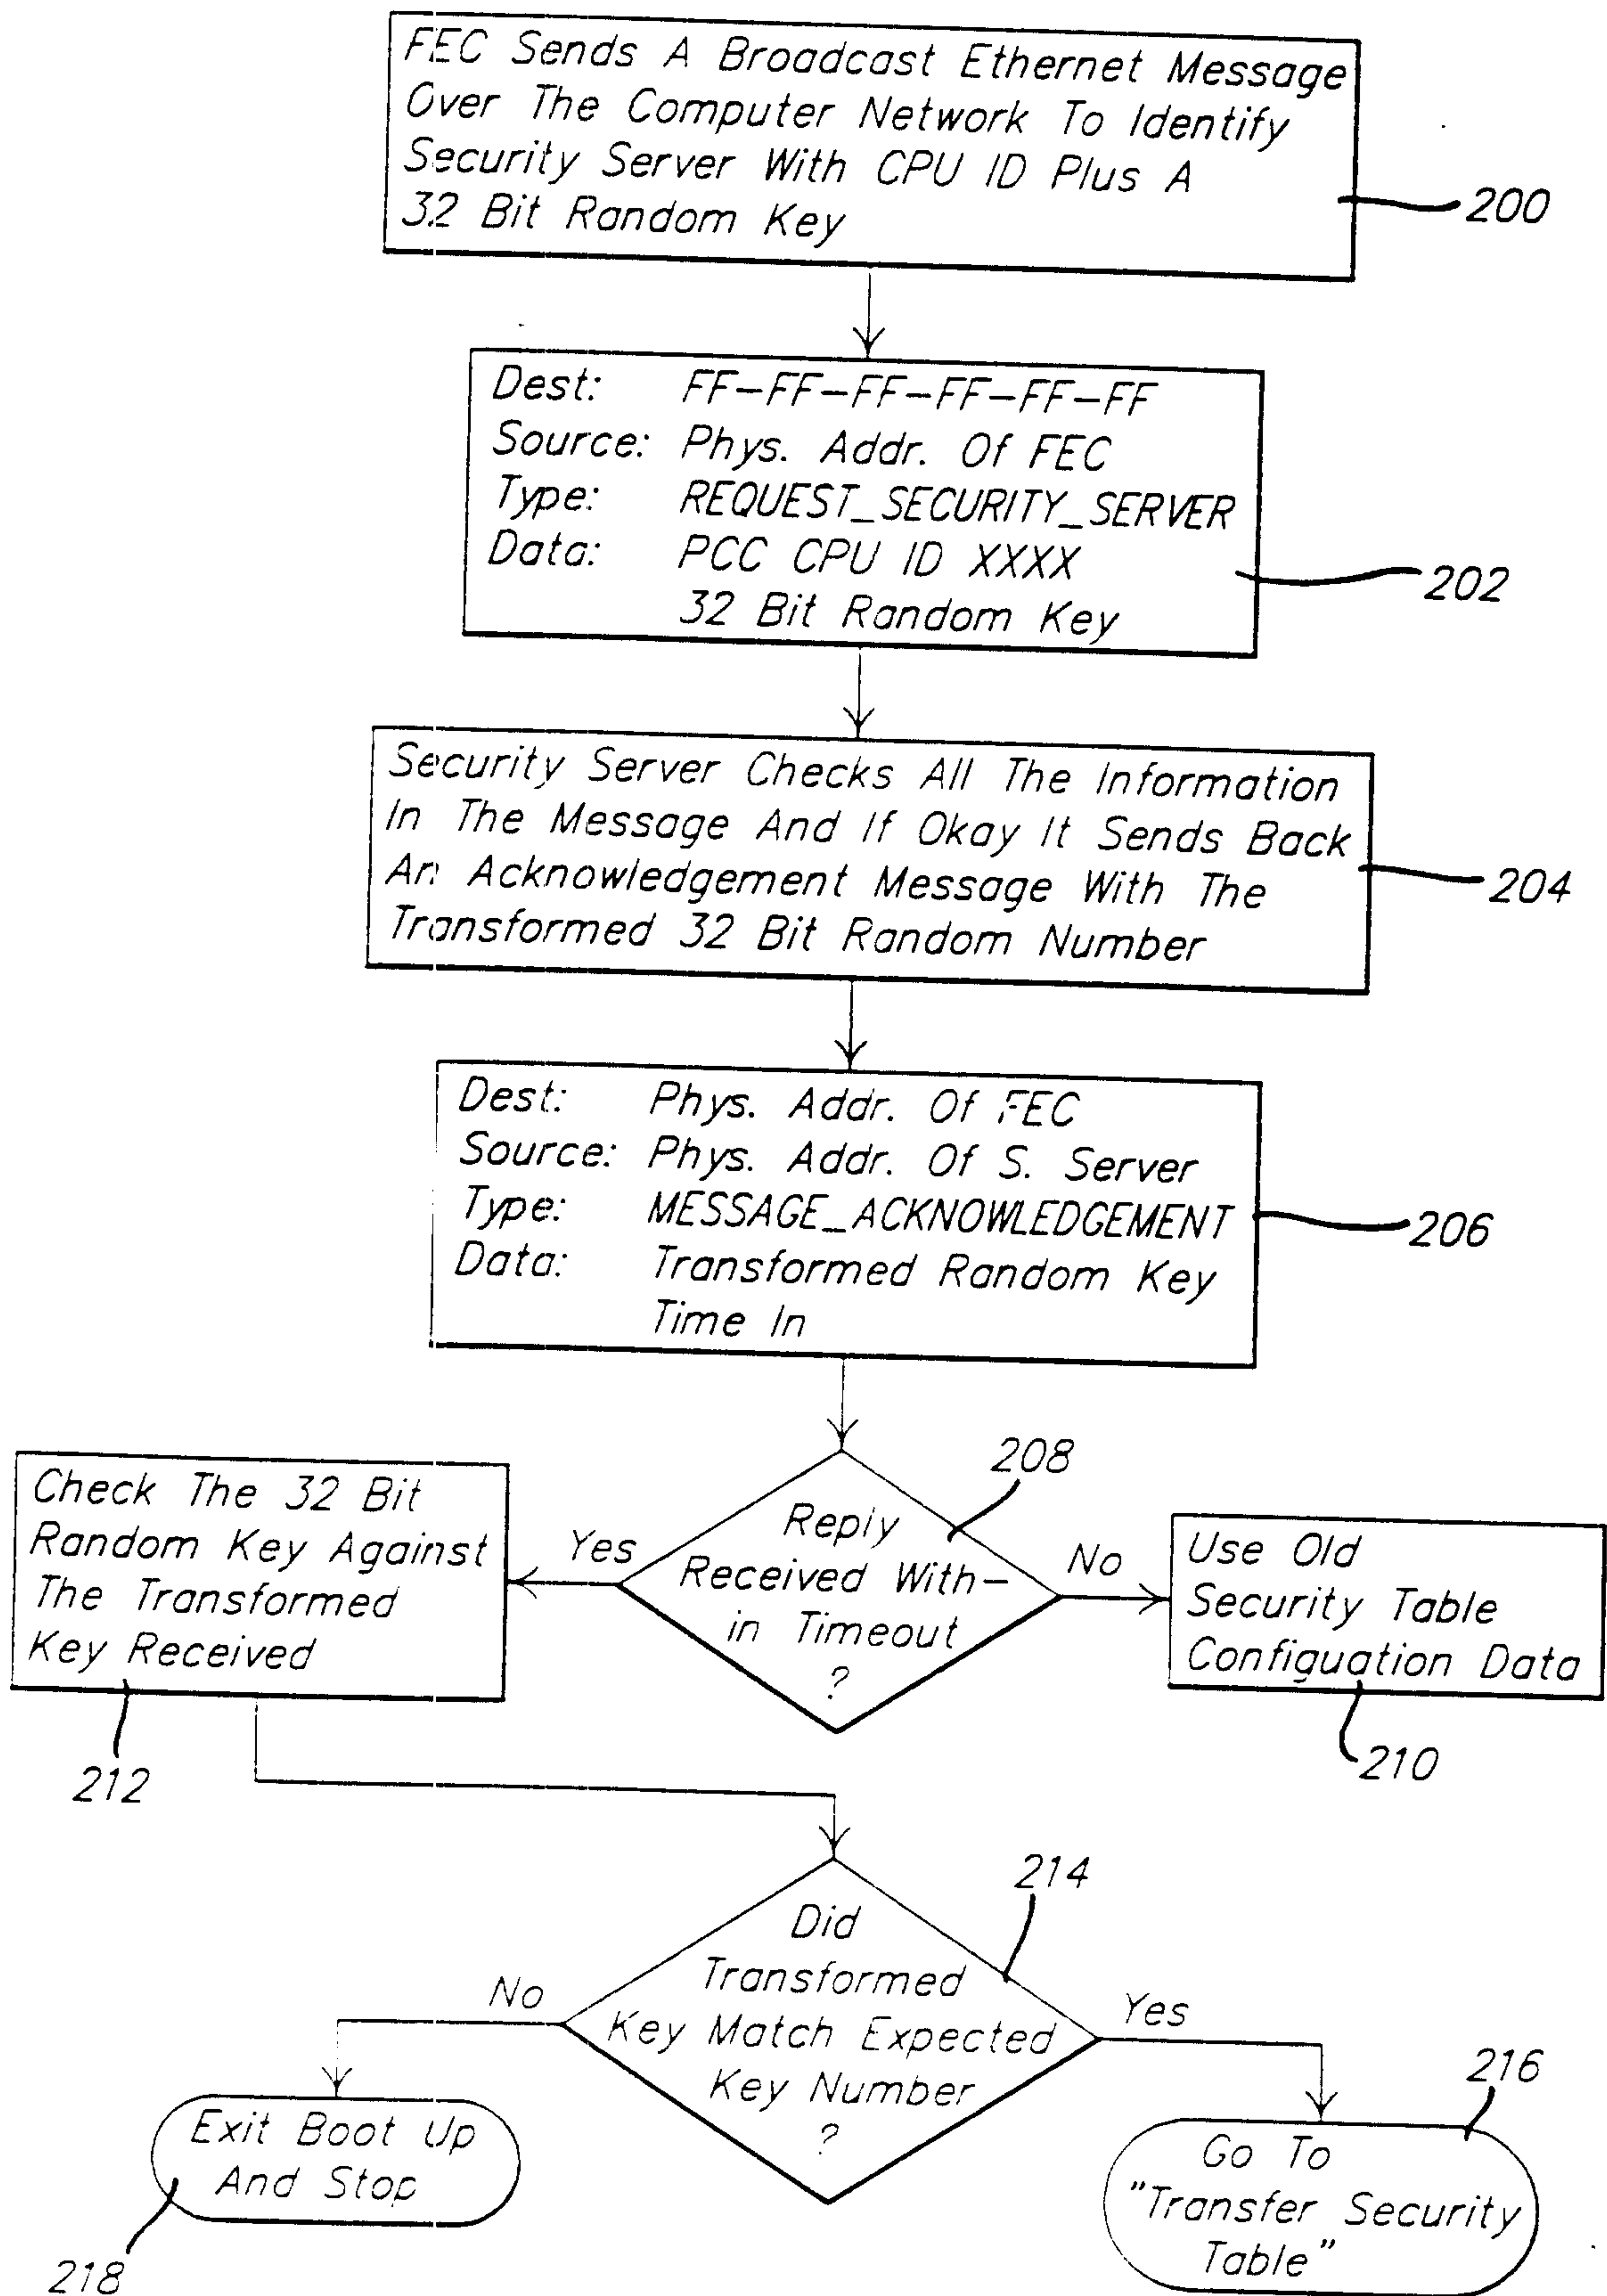 FEC Sends A Broadcast Ethernet Message
Over The Computer Network To Identify
Security Server With CPU ID Plus A
32 Bit Random Key
200
Dest: FF-FF-FF-FF-FF-FF
Source: Phys. Addr. Of FEC
Type: REQUEST_SECURITY_SERVER
Data: PCC CPU ID XXXX
32 Bit Random Key
202
Security Server Checks All The Information
In The Message And If Okay It Sends Back
An Acknowledgement Message With The
Transformed 32 Bit Random Number
204
Dest: Phys. Addr. Of FEC
Source: Phys. Addr. Of S. Server
Type: MESSAGE_ACKNOWLEDGEMENT
Data: Transformed Random Key
Time In
206
208
Reply
Received With-
in Timeout
?
Yes
No
Check The 32 Bit
Random Key Against
The Transformed
Key Received
212
Use Old
Security Table
Configuation Data
210
214
Did
Transformed
Key Match Expected
Key Number
?
No
Yes
Exit Boot Up
And Stop
218
216
Go To
"Transfer Security
Table"